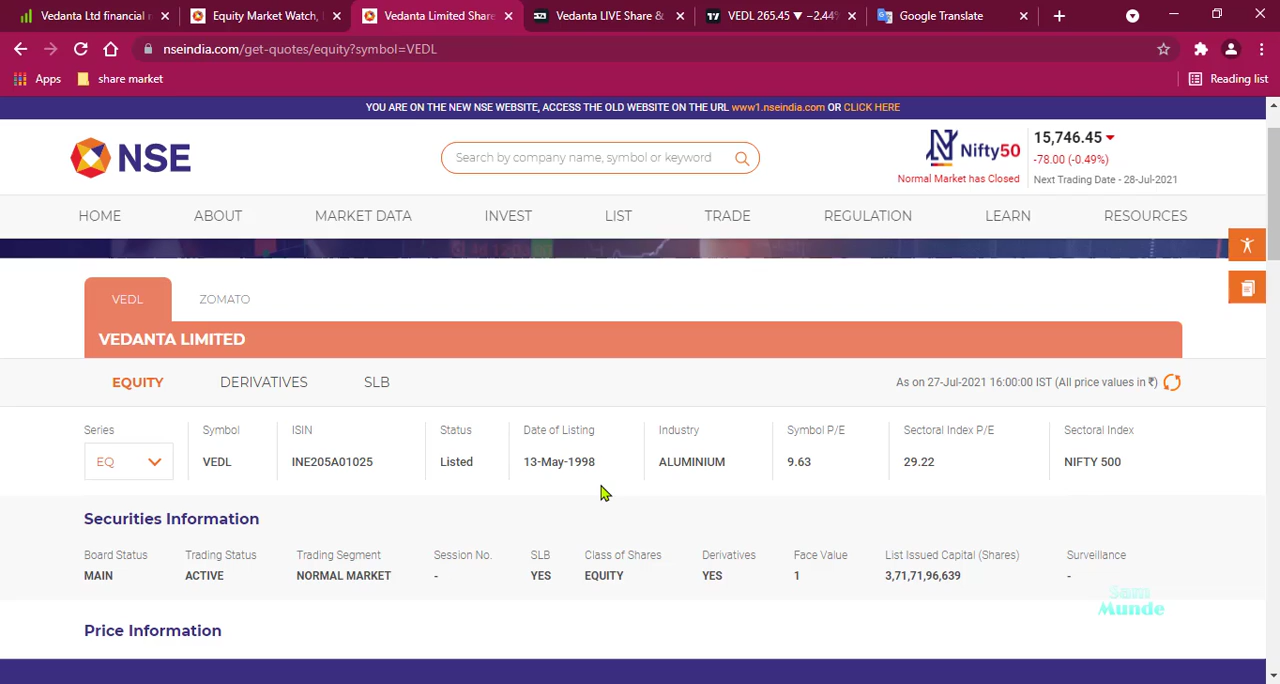 Vedanta Ltd financial r
Equity Market Watch,
Vedanta Limited Share
Vedanta LIVE Share &
VEDL 265.45 ▼ −2.44%
Google Translate
nseindia.com/get-quotes/equity?symbol=VEDL
Apps
share market
Reading list
YOU ARE ON THE NEW NSE WEBSITE, ACCESS THE OLD WEBSITE ON THE URL www1.nseindia.com OR CLICK HERE
NSE
Search by company name, symbol or keyword
Nifty50
Normal Market has Closed
15,746.45
-78.00 (-0.49%)
Next Trading Date - 28-Jul-2021
HOME ABOUT MARKET DATA INVEST LIST TRADE REGULATION LEARN RESOURCES
VEDL ZOMATO
VEDANTA LIMITED
EQUITY DERIVATIVES SLB As on 27-Jul-2021 16:00:00 IST (All price values in ₹)
Series Symbol ISIN Status Date of Listing Industry Symbol P/E Sectoral Index P/E Sectoral Index
EQ VEDL INE205A01025 Listed 13-May-1998 ALUMINIUM 9.63 29.22 NIFTY 500
Securities Information
Board Status Trading Status Trading Segment Session No. SLB Class of Shares Derivatives Face Value List Issued Capital (Shares) Surveillance
MAIN ACTIVE NORMAL MARKET - YES EQUITY YES 1 3,71,71,96,639 -
Sam
Munde
Price Information